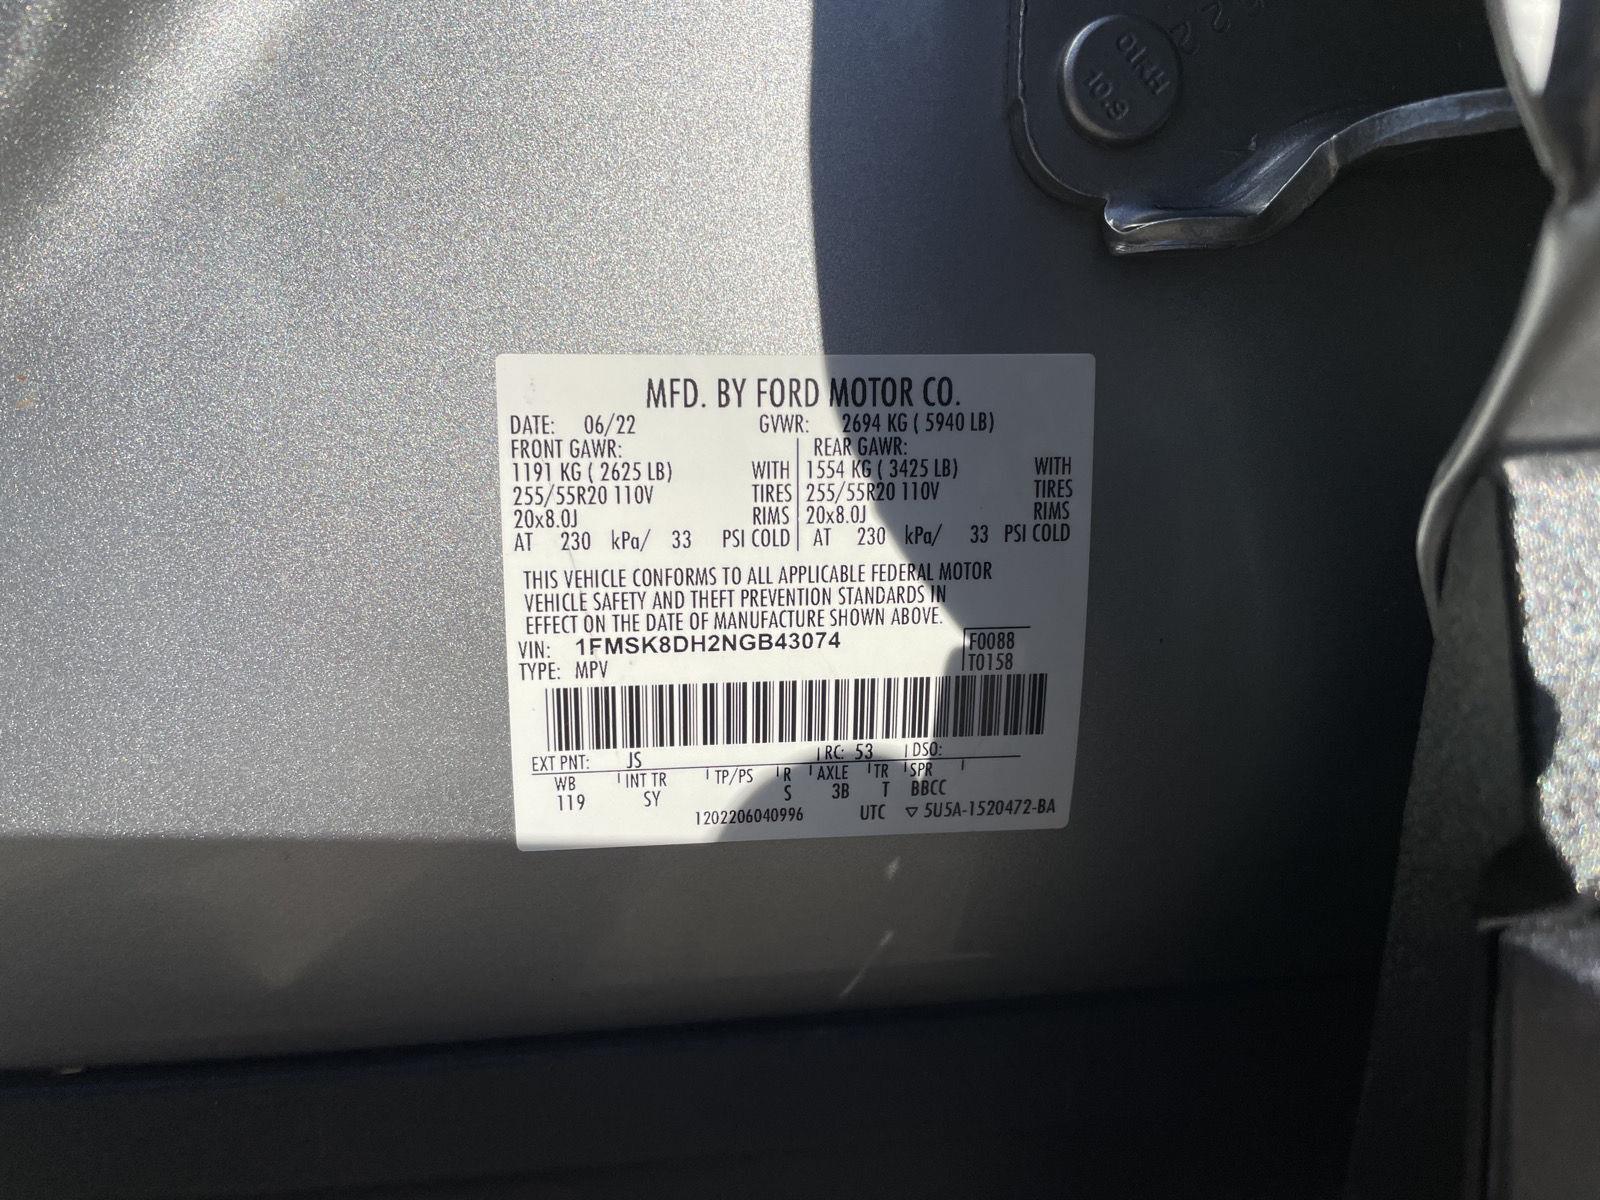 MFD. BY FORD MOTOR CO.
DATE: 06/22 GVWR: 2694 KG ( 5940 LB)
FRONT GAWR: REAR GAWR:
1191 KG ( 2625 LB) WITH 1554 KG ( 3425 LB) WITH
255/55R20 110V TIRES 255/55R20 110V TIRES
20x8.0J RIMS 20x8.0J RIMS
AT 230 kPa/ 33 PSI COLD AT 230 kPa/ 33 PSI COLD
THIS VEHICLE CONFORMS TO ALL APPLICABLE FEDERAL MOTOR
VEHICLE SAFETY AND THEFT PREVENTION STANDARDS IN
EFFECT ON THE DATE OF MANUFACTURE SHOWN ABOVE.
VIN: 1FMSK8DH2NGB43074 F0088
TYPE: MPV T0158
EXT PNT: JS RC: 53 DSO:
WB INT TR TP/PS R AXLE TR SPR
119 SY S 3B T BBCC
1202206040996 UTC ▽ 5U5A-1520472-BA
10.9